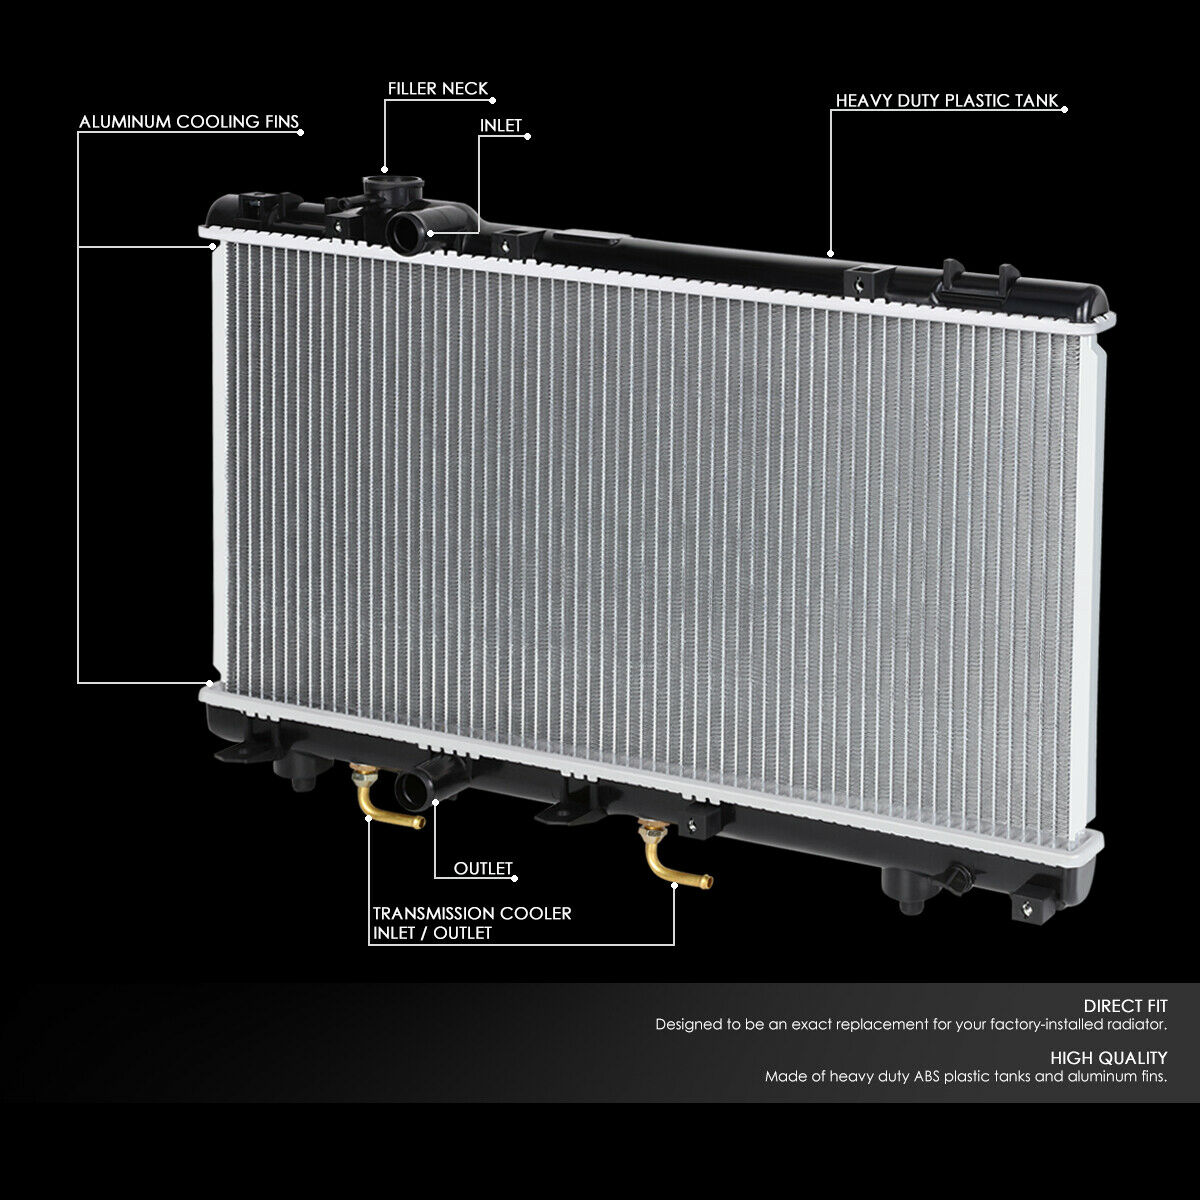 FILLER NECK
HEAVY DUTY PLASTIC TANK
ALUMINUM COOLING FINS
INLET
OUTLET
TRANSMISSION COOLER
INLET / OUTLET
DIRECT FIT
Designed to be an exact replacement for your factory-installed radiator.
HIGH QUALITY
Made of heavy duty ABS plastic tanks and aluminum fins.